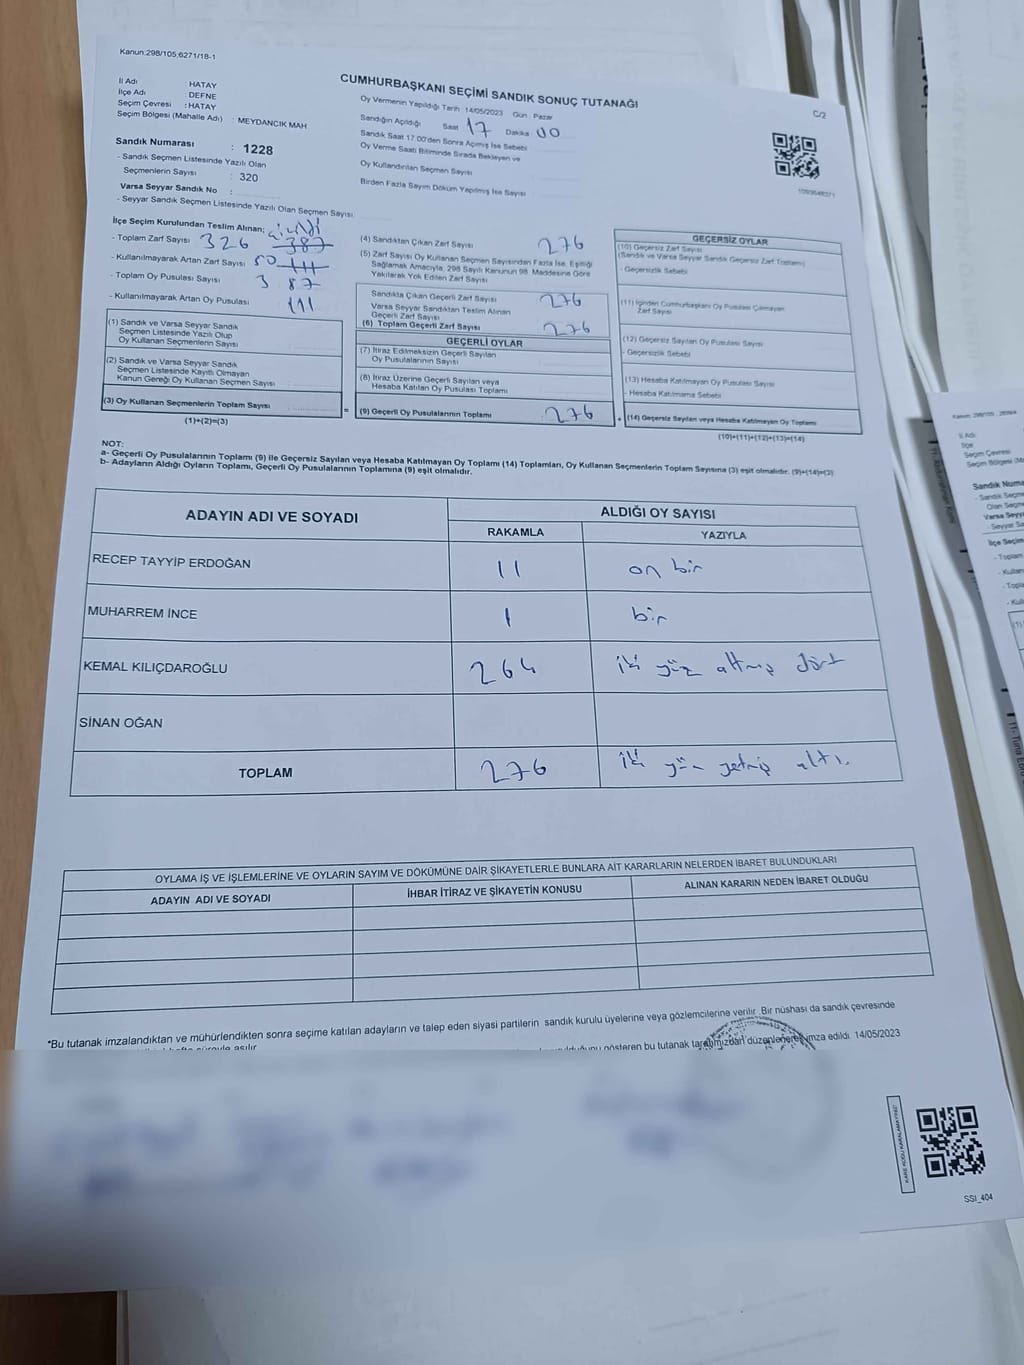 Kanun:298/105,6271/18-1
CUMHURBAŞKANI SEÇİMİ SANDIK SONUÇ TUTANAĞI
C/2
İl Adı HATAY
İlçe Adı DEFNE
Seçim Çevresi : HATAY
Seçim Bölgesi (Mahalle Adı) : MEYDANCIK MAH
Sandık Numarası : 1228
- Sandık Seçmen Listesinde Yazılı Olan
Seçmenlerin Sayısı : 320
Varsa Seyyar Sandık No :
- Seyyar Sandık Seçmen Listesinde Yazılı Olan Seçmen Sayısı
Oy Vermenin Yapıldığı Tarih 14/05/2023 Gün Pazar
Sandığın Açıldığı Saat 17 Dakika 00
Sandık Saat 17:00'den Sonra Açılmış İse Sebebi
Oy Verme Saati Bitiminde Sırada Bekleyen ve
Oy Kullandırılan Seçmen Sayısı
Birden Fazla Sayım Döküm Yapılmış İse Sayısı
İlçe Seçim Kurulundan Teslim Alınan;
- Toplam Zarf Sayısı 326 387
- Kullanılmayarak Artan Zarf Sayısı 50 111
- Toplam Oy Pusulası Sayısı 387
- Kullanılmayarak Artan Oy Pusulası 111
(1) Sandık ve Varsa Seyyar Sandık
Seçmen Listesinde Yazılı Olup
Oy Kullanan Seçmenlerin Sayısı
(2) Sandık ve Varsa Seyyar Sandık
Seçmen Listesinde Kayıtlı Olmayan
Kanun Gereği Oy Kullanan Seçmen Sayısı
(3) Oy Kullanan Seçmenlerin Toplam Sayısı
(1)+(2)=(3)
(4) Sandıktan Çıkan Zarf Sayısı 276
(5) Zarf Sayısı Oy Kullanan Seçmen Sayısından Fazla İse, Eşitliği
Sağlamak Amacıyla, 298 Sayılı Kanunun 98. Maddesine Göre
Yakılarak Yok Edilen Zarf Sayısı
Sandıkta Çıkan Geçerli Zarf Sayısı 276
Varsa Seyyar Sandıktan Teslim Alınan
Geçerli Zarf Sayısı
(6) Toplam Geçerli Zarf Sayısı 276
GEÇERLİ OYLAR
(7) İtiraz Edilmeksizin Geçerli Sayılan
Oy Pusulalarının Sayısı
(8) İtiraz Üzerine Geçerli Sayılan veya
Hesaba Katılan Oy Pusulası Toplamı
= (9) Geçerli Oy Pusulalarının Toplamı 276
GEÇERSİZ OYLAR
(10) Geçersiz Zarf Sayısı
(Sandık ve Varsa Seyyar Sandık Geçersiz Zarf Toplamı)
- Geçersizlik Sebebi
(11) İçinden Cumhurbaşkanı Oy Pusulası Çıkmayan
Zarf Sayısı
(12) Geçersiz Sayılan Oy Pusulası Sayısı
- Geçersizlik Sebebi
(13) Hesaba Katılmayan Oy Pusulası Sayısı
- Hesaba Katılmama Sebebi
+ (14) Geçersiz Sayılan veya Hesaba Katılmayan Oy Toplamı
(10)+(11)+(12)+(13)=(14)
NOT:
a- Geçerli Oy Pusulalarının Toplamı (9) ile Geçersiz Sayılan veya Hesaba Katılmayan Oy Toplamı (14) Toplamları, Oy Kullanan Seçmenlerin Toplam Sayısına (3) eşit olmalıdır. (9)+(14)=(3)
b- Adayların Aldığı Oyların Toplamı, Geçerli Oy Pusulalarının Toplamına (9) eşit olmalıdır.
ADAYIN ADI VE SOYADI
ALDIĞI OY SAYISI
RAKAMLA YAZIYLA
RECEP TAYYİP ERDOĞAN 11 on bir
MUHARREM İNCE 1 bir
KEMAL KILIÇDAROĞLU 264 iki yüz altmış dört
SİNAN OĞAN
TOPLAM 276 iki yüz yetmiş altı.
OYLAMA İŞ VE İŞLEMLERİNE VE OYLARIN SAYIM VE DÖKÜMÜNE DAİR ŞİKAYETLERLE BUNLARA AİT KARARLARIN NELERDEN İBARET BULUNDUKLARI
ADAYIN ADI VE SOYADI İHBAR İTİRAZ VE ŞİKAYETİN KONUSU ALINAN KARARIN NEDEN İBARET OLDUĞU
*Bu tutanak imzalandıktan ve mühürlendikten sonra seçime katılan adayların ve talep eden siyasi partilerin sandık kurulu üyelerine veya gözlemcilerine verilir. Bir nüshası da sandık çevresinde
gösteren bu tutanak tarafımızdan düzenlenerek imza edildi. 14/05/2023
SSI_404
İl Adı
İlçe
Seçim Çevresi
Sandık Numa